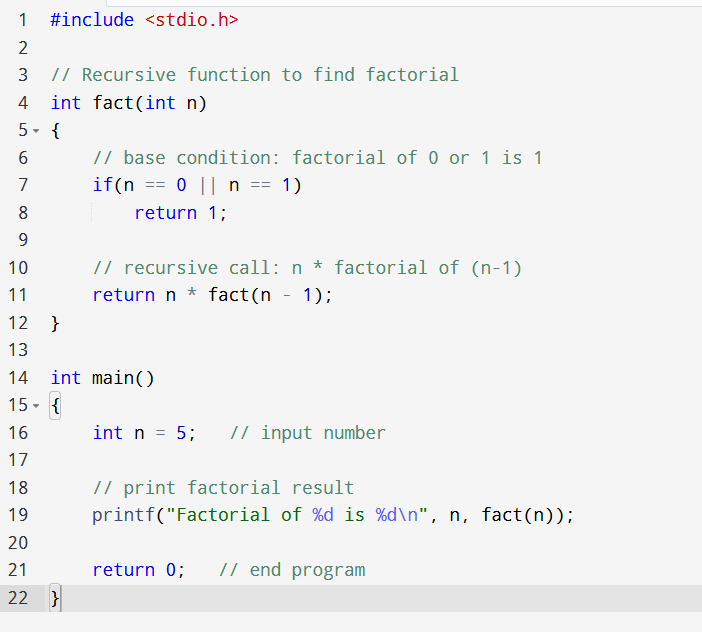 1 #include <stdio.h>
2
3 // Recursive function to find factorial
4 int fact(int n)
5 {
6     // base condition: factorial of 0 or 1 is 1
7     if(n == 0 || n == 1)
8         return 1;
9
10     // recursive call: n * factorial of (n-1)
11     return n * fact(n - 1);
12 }
13
14 int main()
15 {
16     int n = 5;   // input number
17
18     // print factorial result
19     printf("Factorial of %d is %d\n", n, fact(n));
20
21     return 0;   // end program
22 }